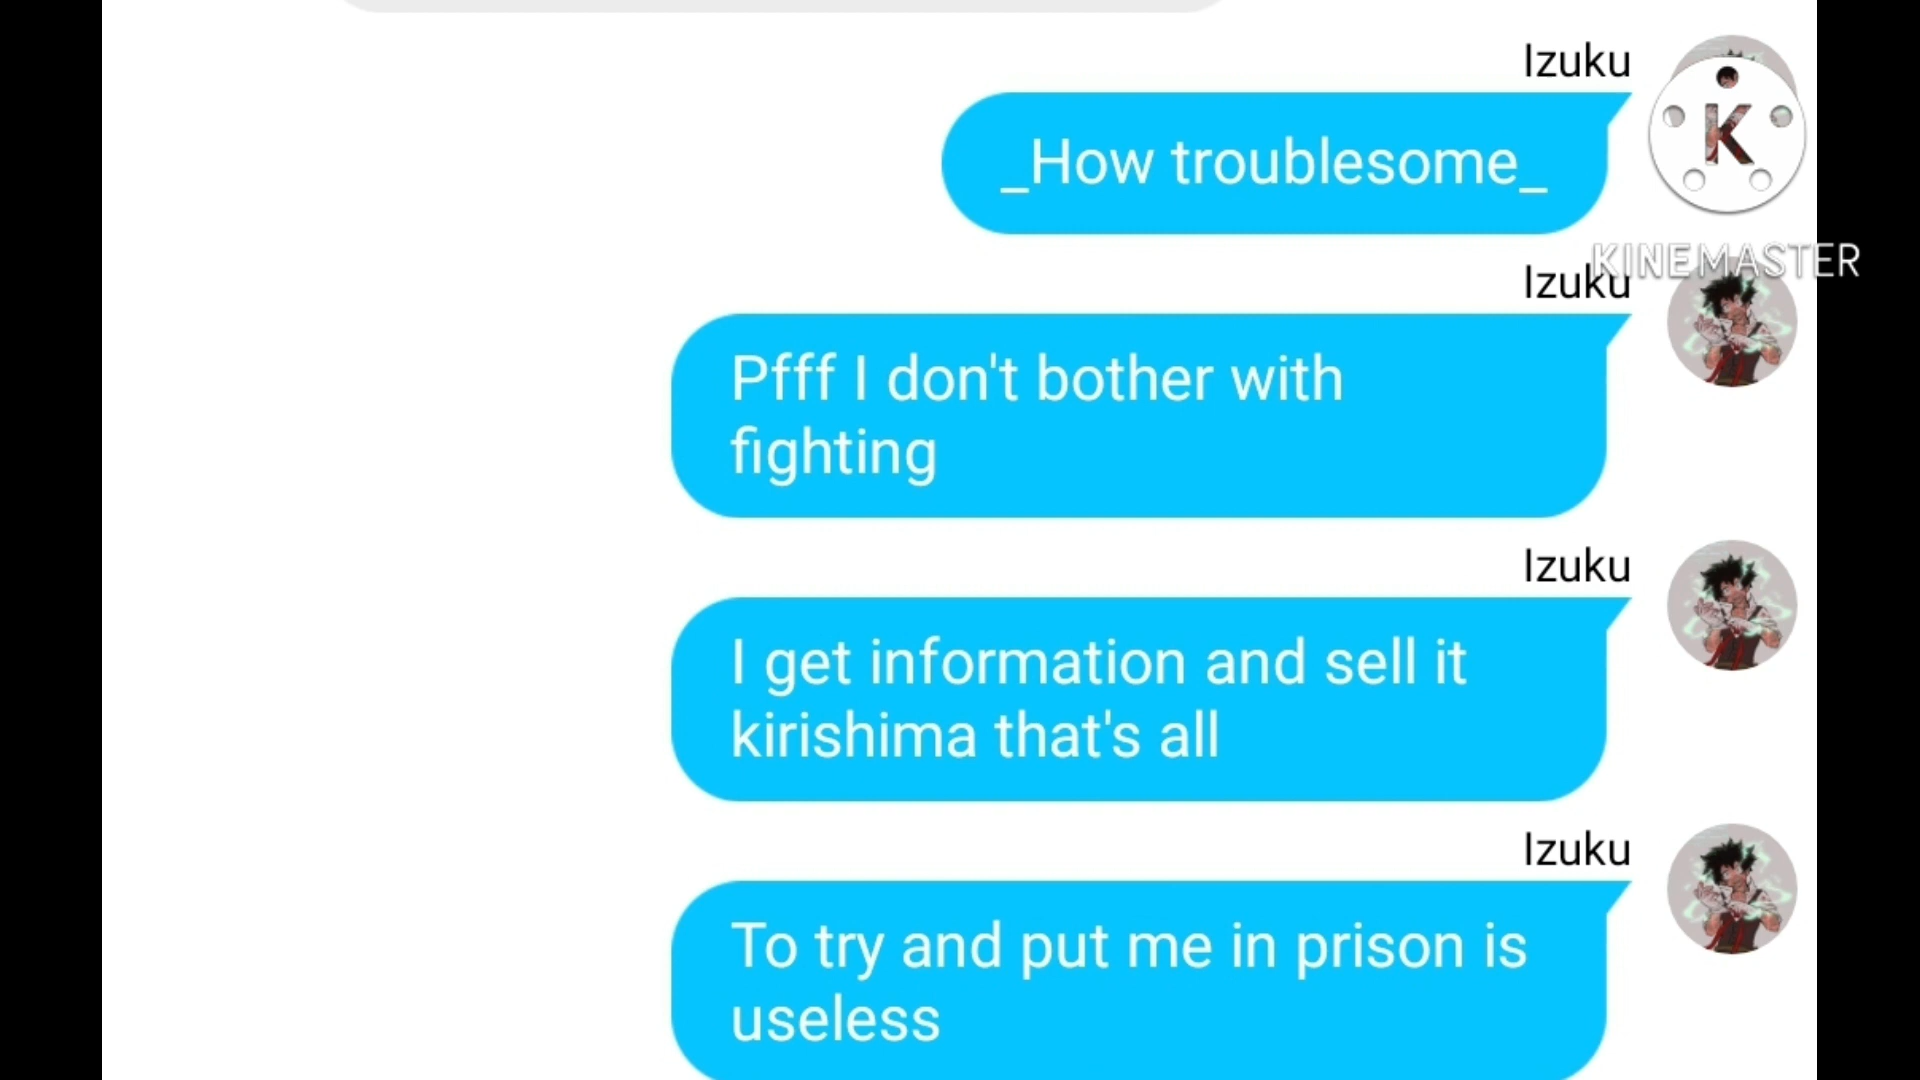 Izuku
_How troublesome_
K
KINEMASTER
Izuku
Pfff I don't bother with
fighting
Izuku
I get information and sell it
kirishima that's all
Izuku
To try and put me in prison is
useless